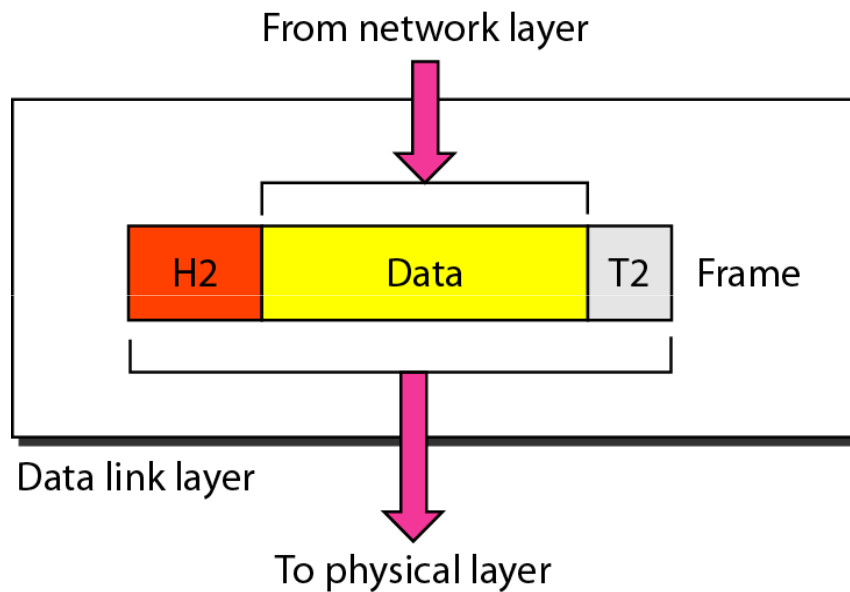 From network layer
H2 Data T2 Frame
Data link layer
To physical layer